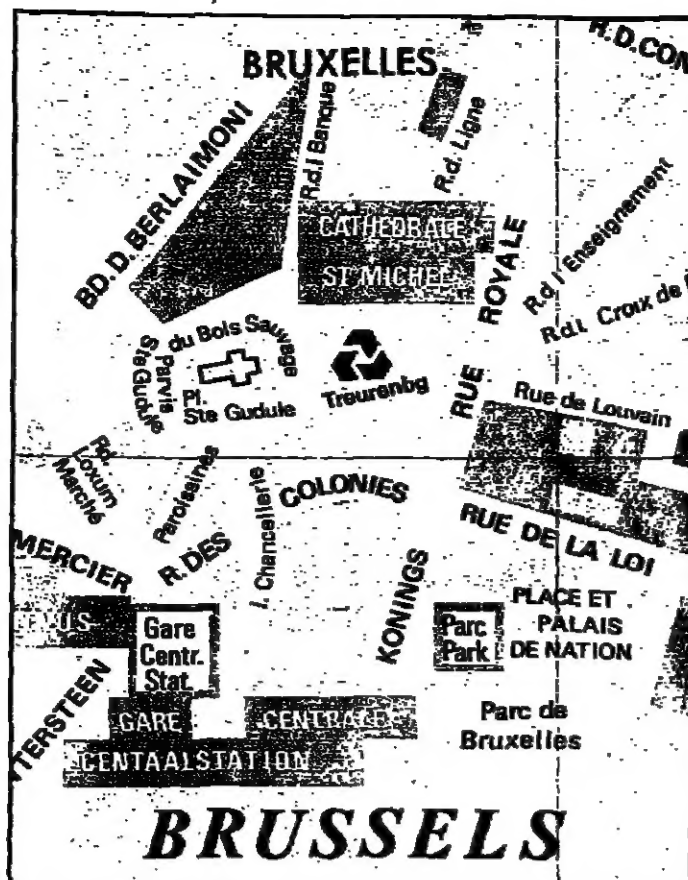 R.D.CON
BRUXELLES
BD.D.BERLAIMONI
R.d.l Banque
R.d. Ligne
CATHEDRALE
ST MICHEL
RUE ROYALE
R.d l'Enseignement
R.d.l. Croix de
du Bois Sauvage
Parvis
Ste Gudule
Pl.
Ste Gudule
Treurenbg
Rue de Louvain
Rd.
Loxum
Marché
Paroissines
l. Chancellerie
R. DES COLONIES
RUE DE LA LOI
MERCIER
KONINGS
Gare
Centr.
Stat.
Parc
Park
PLACE ET
PALAIS
DE NATION
NTERSTEEN
GARE CENTRALE
CENTAALSTATION
Parc de
Bruxelles
BRUSSELS